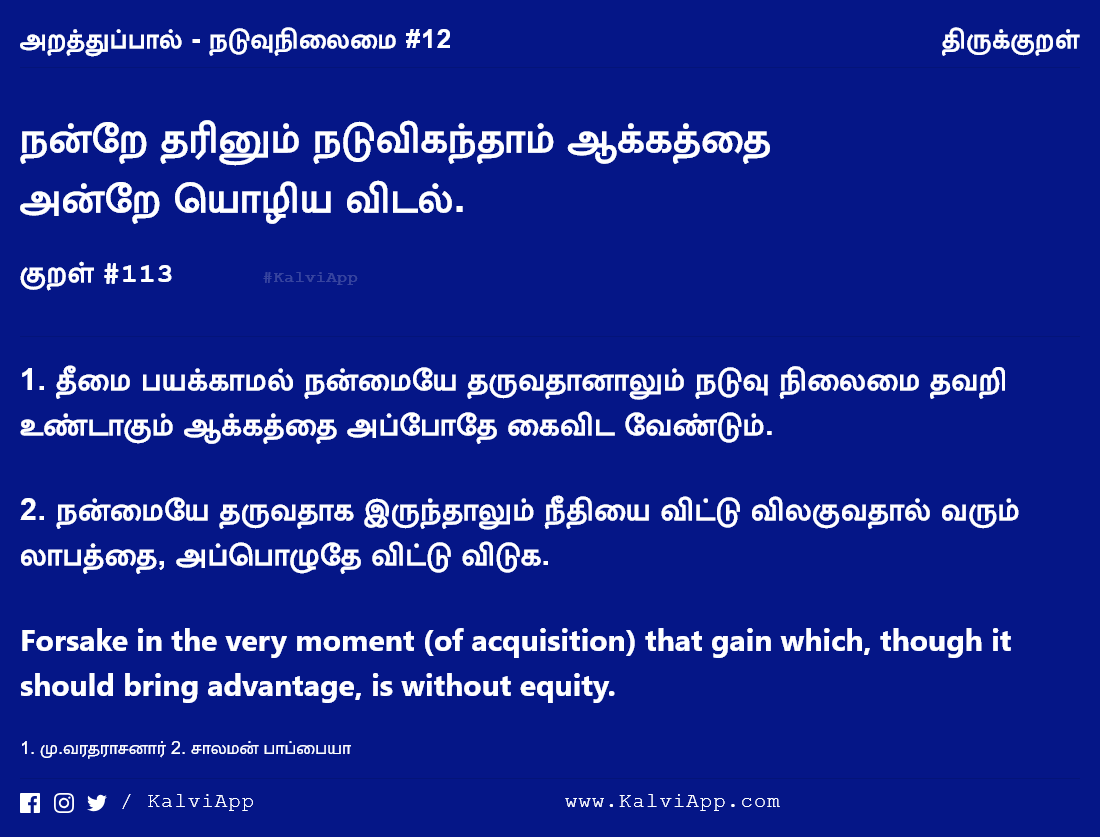 அறத்துப்பால் - நடுவுநிலைமை #12
திருக்குறள்
நன்றே தரினும் நடுவிகந்தாம் ஆக்கத்தை
அன்றே யொழிய விடல்.
குறள் #113
#KalviApp
1. தீமை பயக்காமல் நன்மையே தருவதானாலும் நடுவு நிலைமை தவறி
உண்டாகும் ஆக்கத்தை அப்போதே கைவிட வேண்டும்.
2. நன்மையே தருவதாக இருந்தாலும் நீதியை விட்டு விலகுவதால் வரும்
லாபத்தை, அப்பொழுதே விட்டு விடுக.
Forsake in the very moment (of acquisition) that gain which, though it
should bring advantage, is without equity.
1. மு.வரதராசனார் 2. சாலமன் பாப்பையா
/ KalviApp
www.KalviApp.com